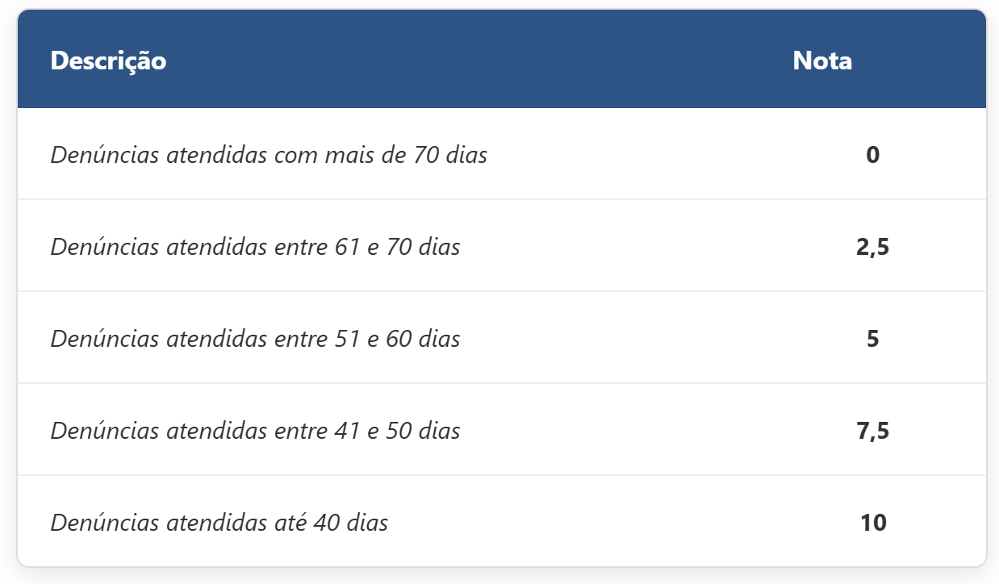 Descrição Nota
Denúncias atendidas com mais de 70 dias 0
Denúncias atendidas entre 61 e 70 dias 2,5
Denúncias atendidas entre 51 e 60 dias 5
Denúncias atendidas entre 41 e 50 dias 7,5
Denúncias atendidas até 40 dias 10